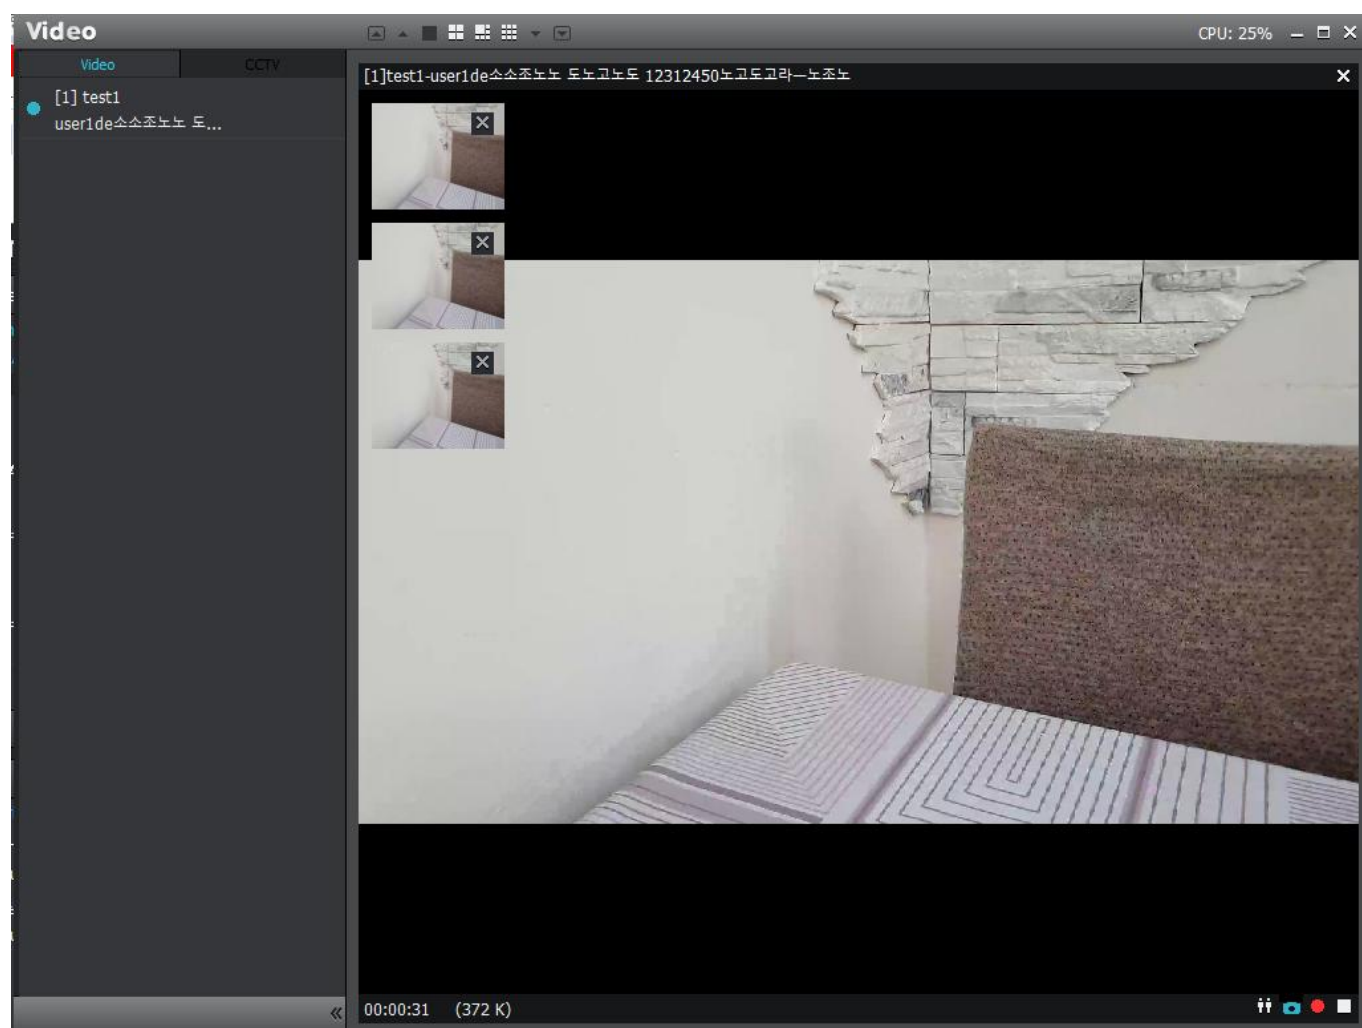 Video
CPU: 25%
Video CCTV
[1] test1
user1de소소조노노 도...
[1]test1-user1de소소조노노 도노고노도 12312450노고도고라ㅡ노조노
00:00:31 (372 K)